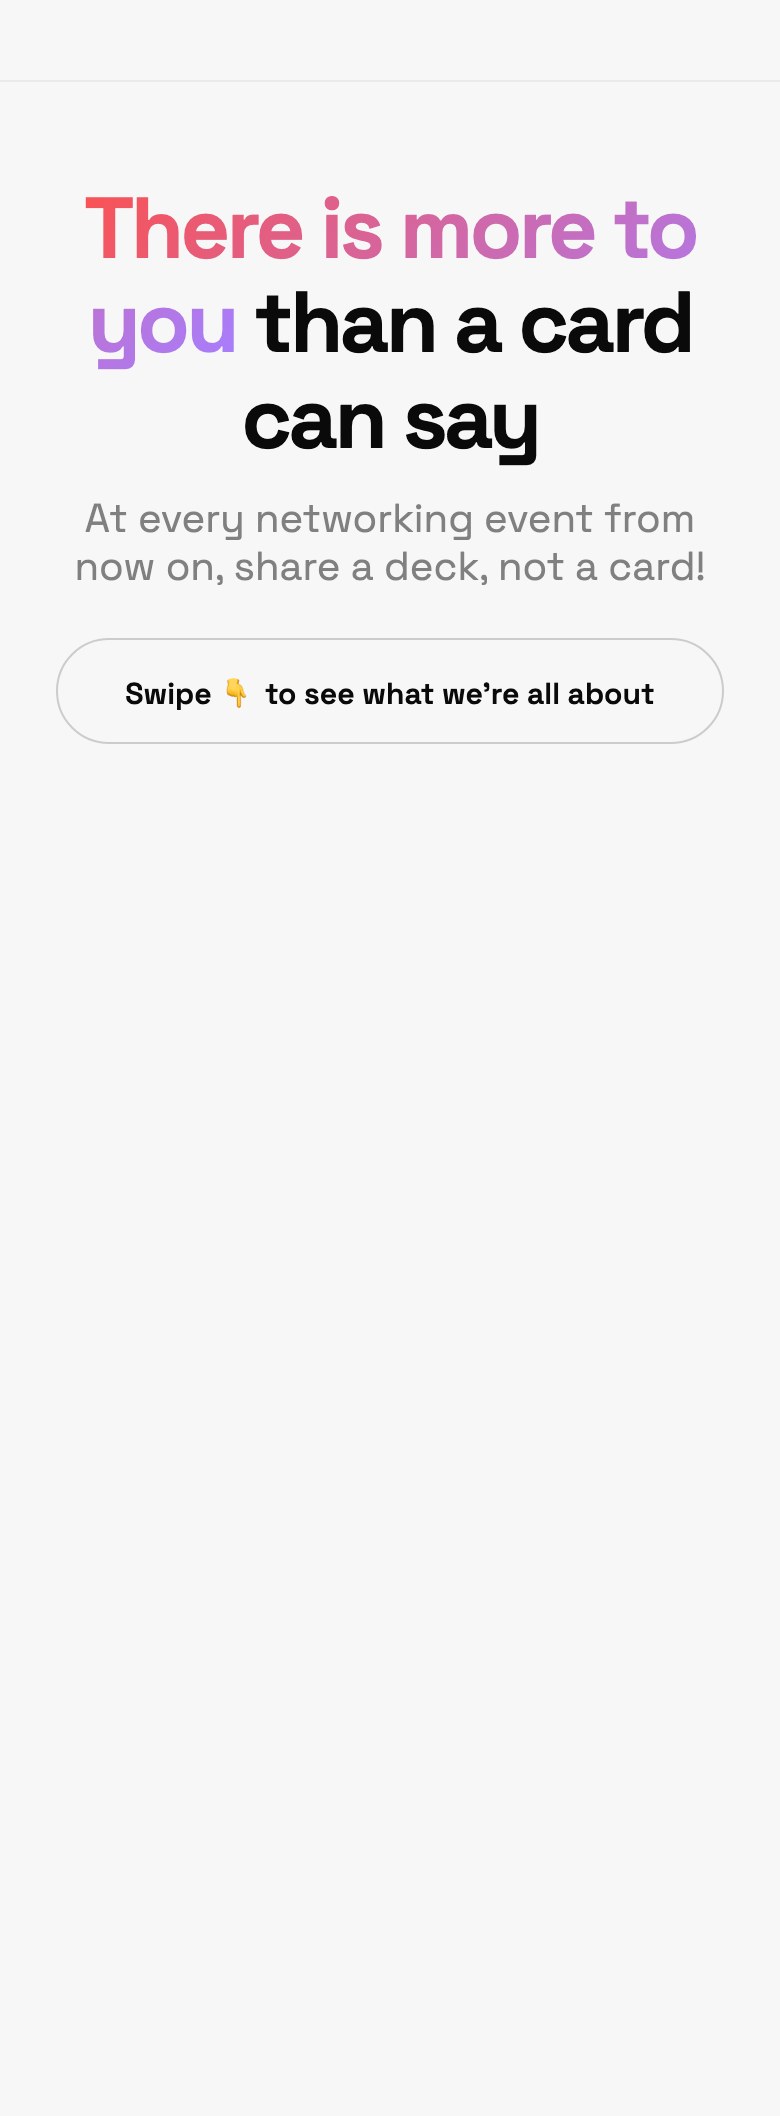 There is more to
you than a card
can say
At every networking event from
now on, share a deck, not a card!
Swipe 👇 to see what we’re all about